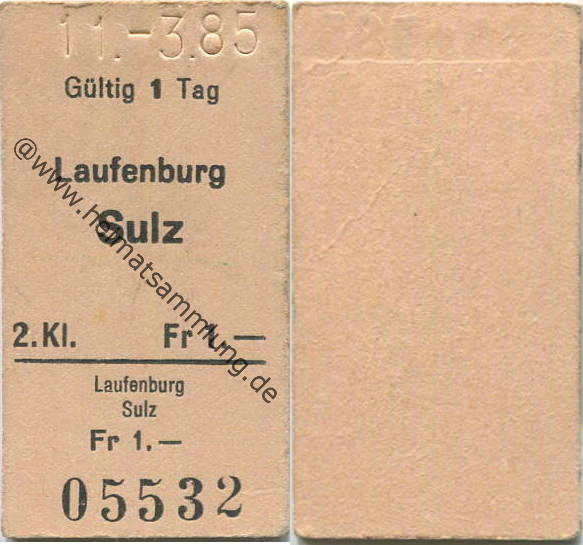 11.-3.85
Gültig 1 Tag
Laufenburg
Sulz
2.Kl. Fr 1.—
Laufenburg
Sulz
Fr 1.—
05532
@www.heimatsammlung.de